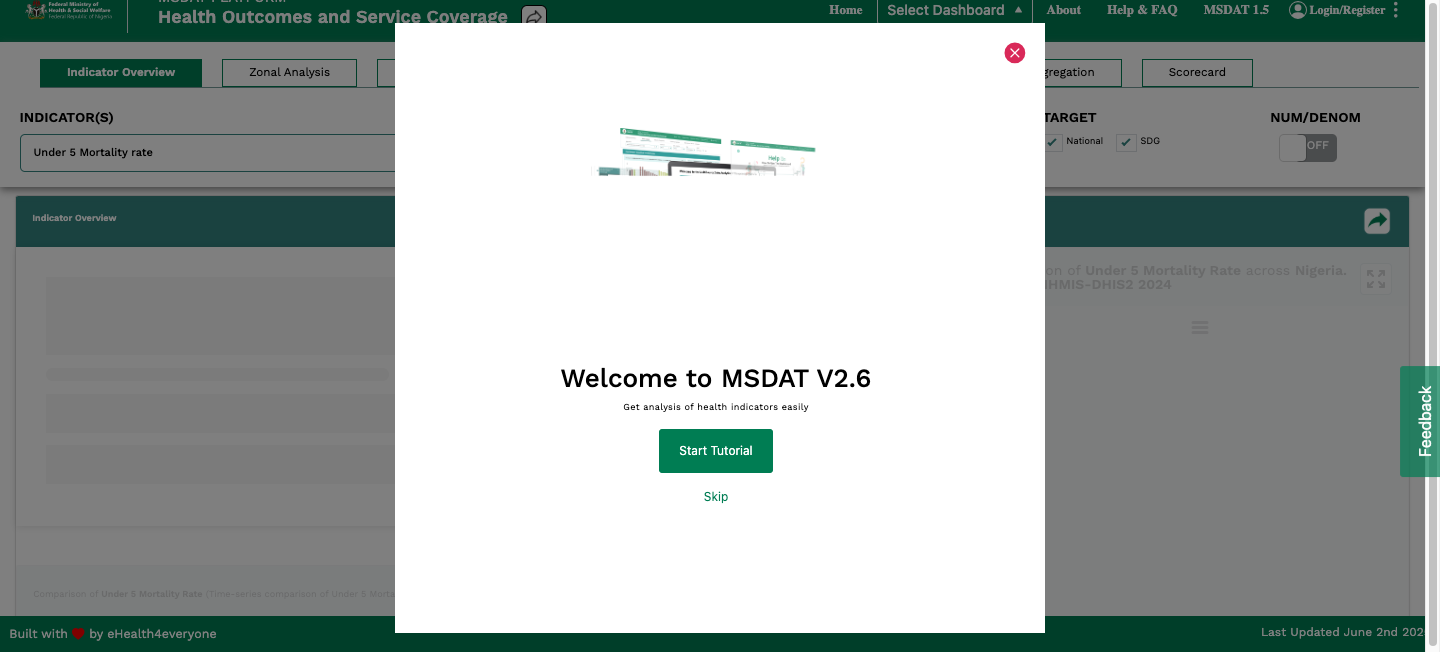 Federal Ministry of
Health & Social Welfare
Federal Republic of Nigeria
Health Outcomes and Service Coverage
Home
Select Dashboard ▲
About
Help & FAQ
MSDAT 1.5
Login/Register
Indicator Overview
Zonal Analysis
Scorecard
INDICATOR(S)
TARGET
NUM/DENOM
Under 5 Mortality rate
National
SDG
OFF
Indicator Overview
on of Under 5 Mortality Rate across Nigeria.
NHMIS-DHIS2 2024
Help
Welcome to MSDAT V2.6
Get analysis of health indicators easily
Start Tutorial
Skip
Feedback
Comparison of Under 5 Mortality Rate (Time-series comparison of Under 5 Morta
Built with ❤ by eHealth4everyone
Last Updated June 2nd 202